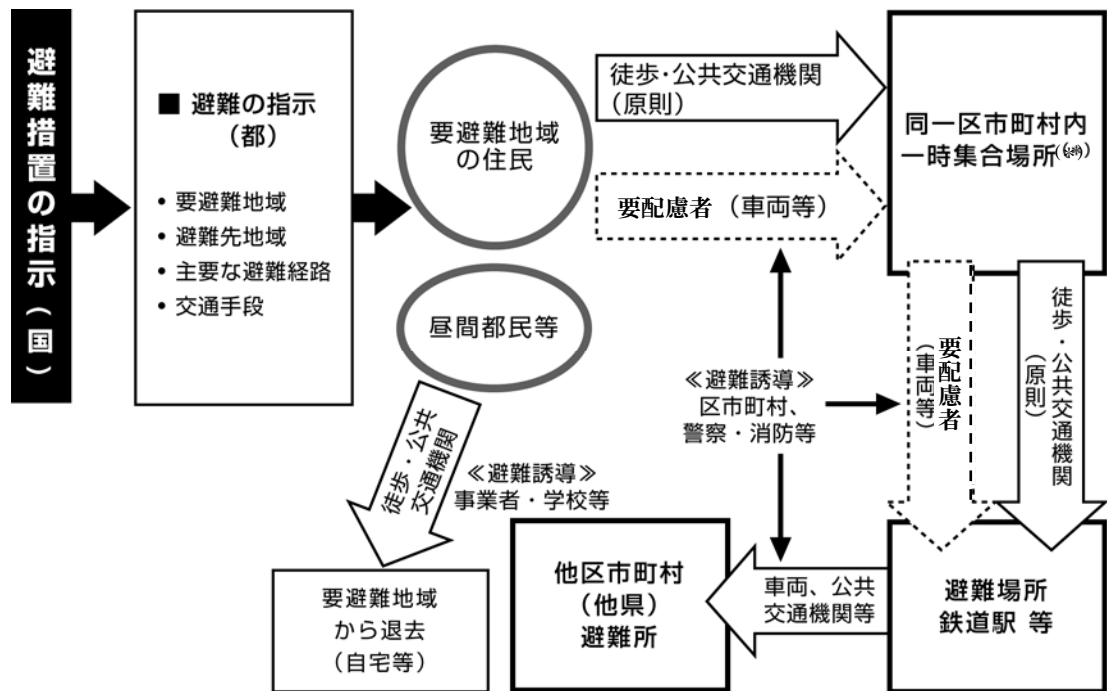 避難措置の指示(国)
■ 避難の指示
(都)
• 要避難地域
• 避難先地域
• 主要な避難経路
• 交通手段
要避難地域
の住民
昼間都民等
徒歩・公共交通機関
(原則)
要配慮者(車両等)
同一区市町村内
一時集合場所
要配慮者
(車両等)
徒歩・公共交通機関
(原則)
≪避難誘導≫
区市町村、
警察・消防等
徒歩・公共
交通機関
≪避難誘導≫
事業者・学校等
要避難地域
から退去
(自宅等)
他区市町村
(他県)
避難所
車両、公共
交通機関等
避難場所
鉄道駅 等